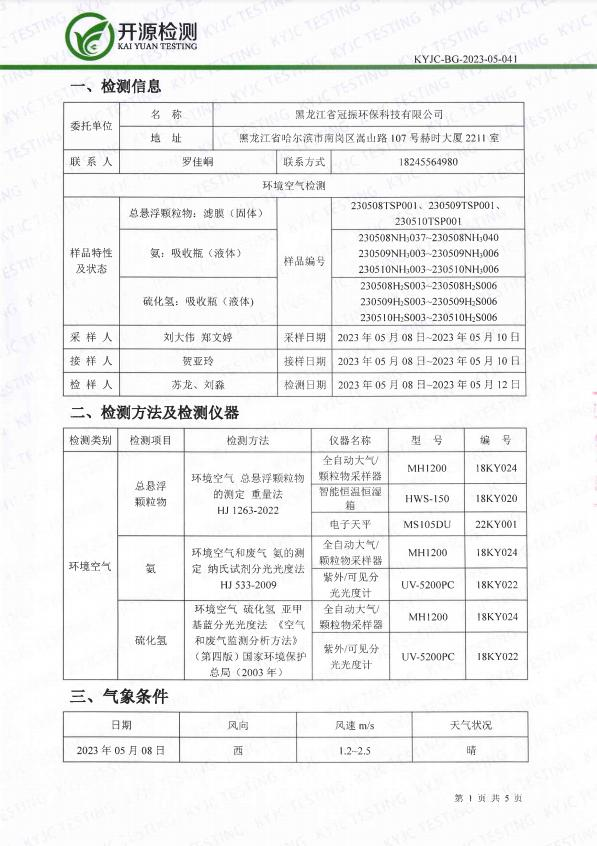 开源检测
KAI YUAN TESTING
KYJC-BG-2023-05-041
一、检测信息
委托单位 名 称 黑龙江省冠振环保科技有限公司
地 址 黑龙江省哈尔滨市南岗区嵩山路 107 号赫时大厦 2211 室
联 系 人 罗佳峒 联系方式 18245564980
环境空气检测
样品特性及状态 总悬浮颗粒物：滤膜（固体） 样品编号 230508TSP001、230509TSP001、
230510TSP001
氨：吸收瓶（液体） 230508NH₃037~230508NH₃040
230509NH₃003~230509NH₃006
230510NH₃003~230510NH₃006
硫化氢：吸收瓶（液体） 230508H₂S003~230508H₂S006
230509H₂S003~230509H₂S006
230510H₂S003~230510H₂S006
采 样 人 刘大伟 郑文婷 采样日期 2023 年 05 月 08 日~2023 年 05 月 10 日
接 样 人 贺亚玲 接样日期 2023 年 05 月 08 日~2023 年 05 月 10 日
检 样 人 苏龙、刘淼 检测日期 2023 年 05 月 08 日~2023 年 05 月 12 日
二、检测方法及检测仪器
检测类别 检测项目 检测方法 仪器名称 型 号 编 号
环境空气
总悬浮
颗粒物
环境空气 总悬浮颗粒物
的测定 重量法
HJ 1263-2022
全自动大气/
颗粒物采样器 MH1200 18KY024
智能恒温恒湿
箱 HWS-150 18KY020
电子天平 MS105DU 22KY001
氨
环境空气和废气 氨的测
定 纳氏试剂分光光度法
HJ 533-2009
全自动大气/
颗粒物采样器 MH1200 18KY024
紫外/可见分
光光度计 UV-5200PC 18KY022
硫化氢
环境空气 硫化氢 亚甲
基蓝分光光度法 《空气
和废气监测分析方法》
（第四版）国家环境保护
总局（2003 年）
全自动大气/
颗粒物采样器 MH1200 18KY024
紫外/可见分
光光度计 UV-5200PC 18KY022
三、气象条件
日期 风向 风速 m/s 天气状况
2023 年 05 月 08 日 西 1.2~2.5 晴
第 1 页 共 5 页